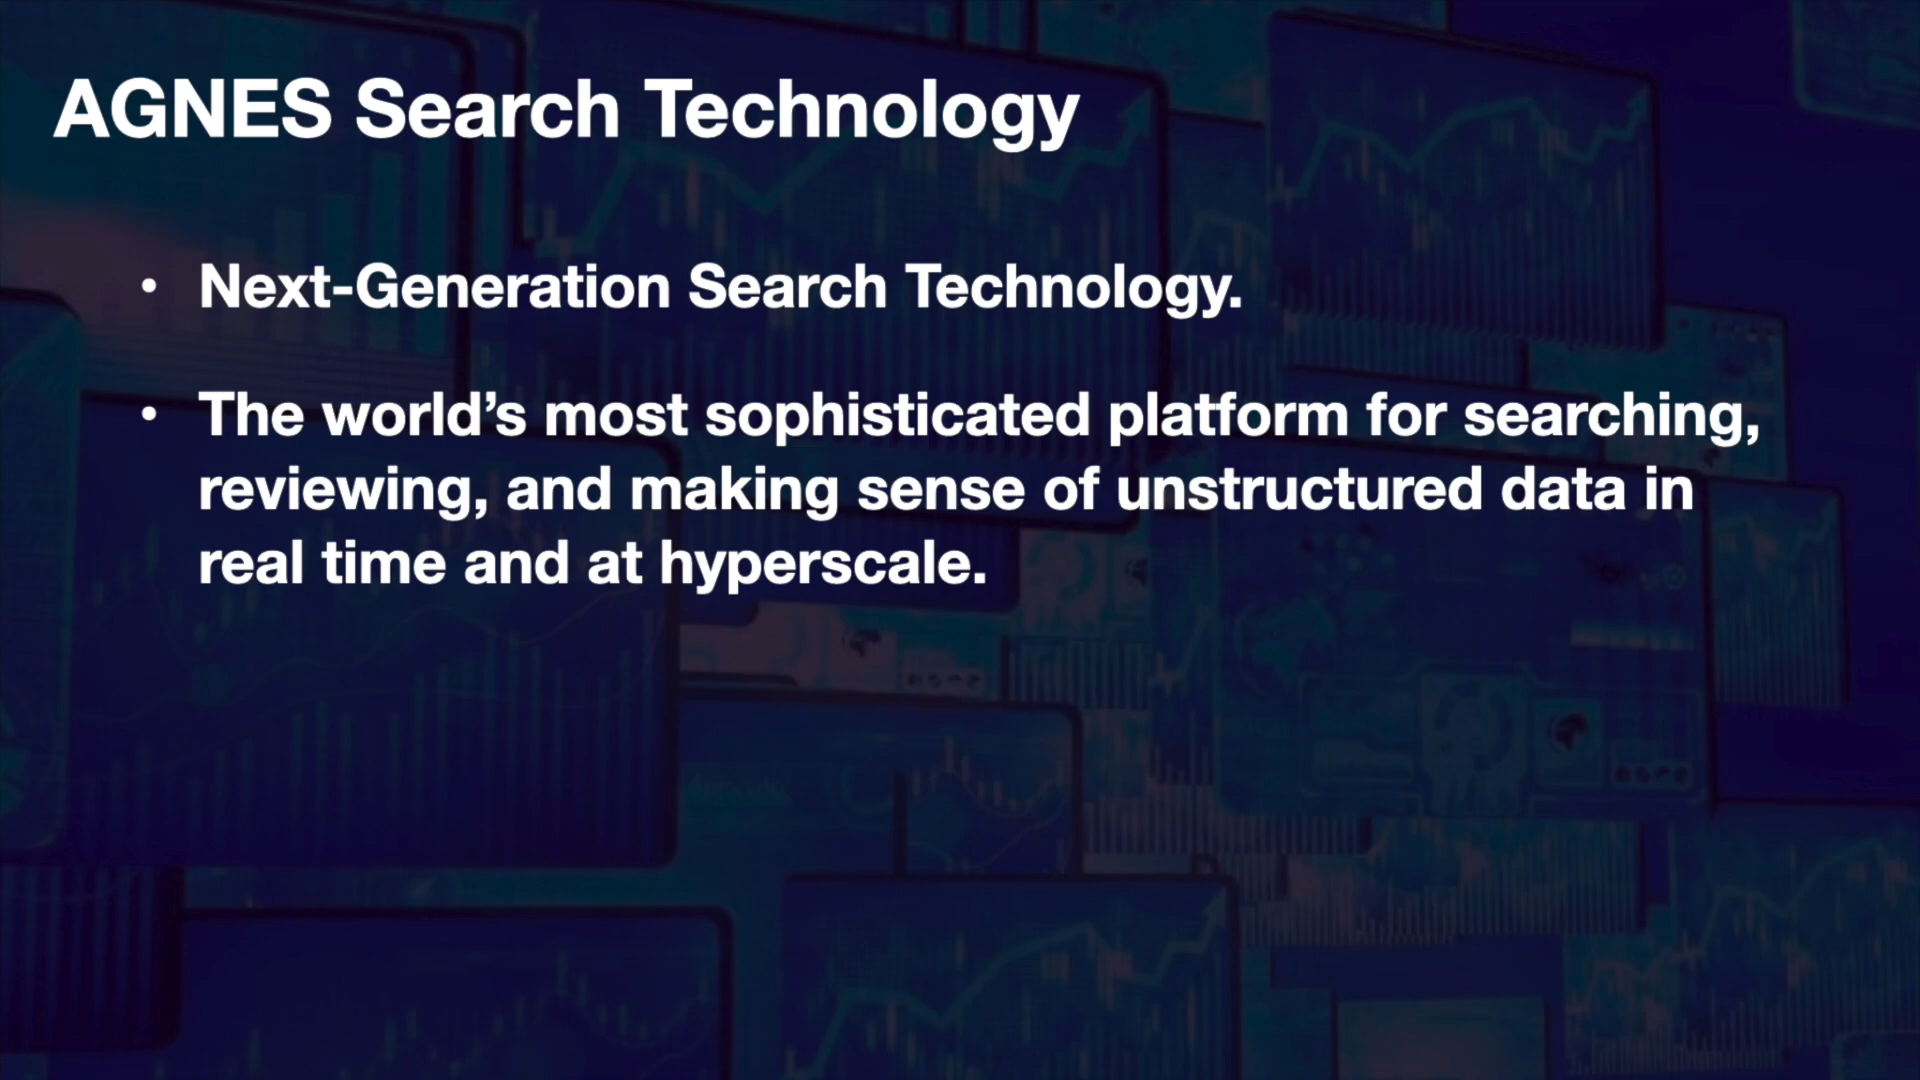 AGNES Search Technology
• Next-Generation Search Technology.
• The world’s most sophisticated platform for searching,
reviewing, and making sense of unstructured data in
real time and at hyperscale.